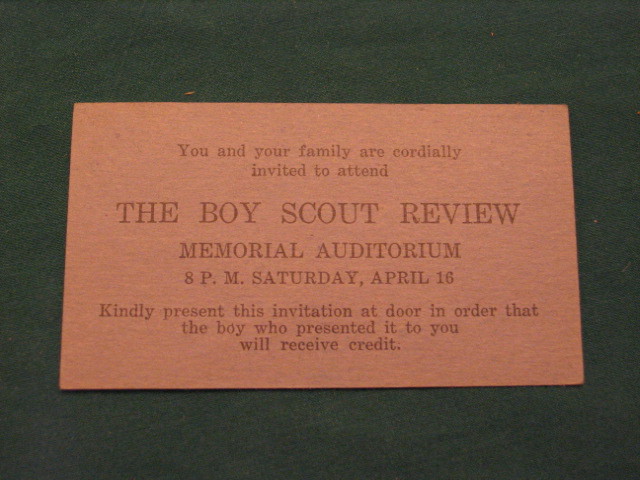 You and your family are cordially
invited to attend
THE BOY SCOUT REVIEW
MEMORIAL AUDITORIUM
8 P. M. SATURDAY, APRIL 16
Kindly present this invitation at door in order that
the boy who presented it to you
will receive credit.